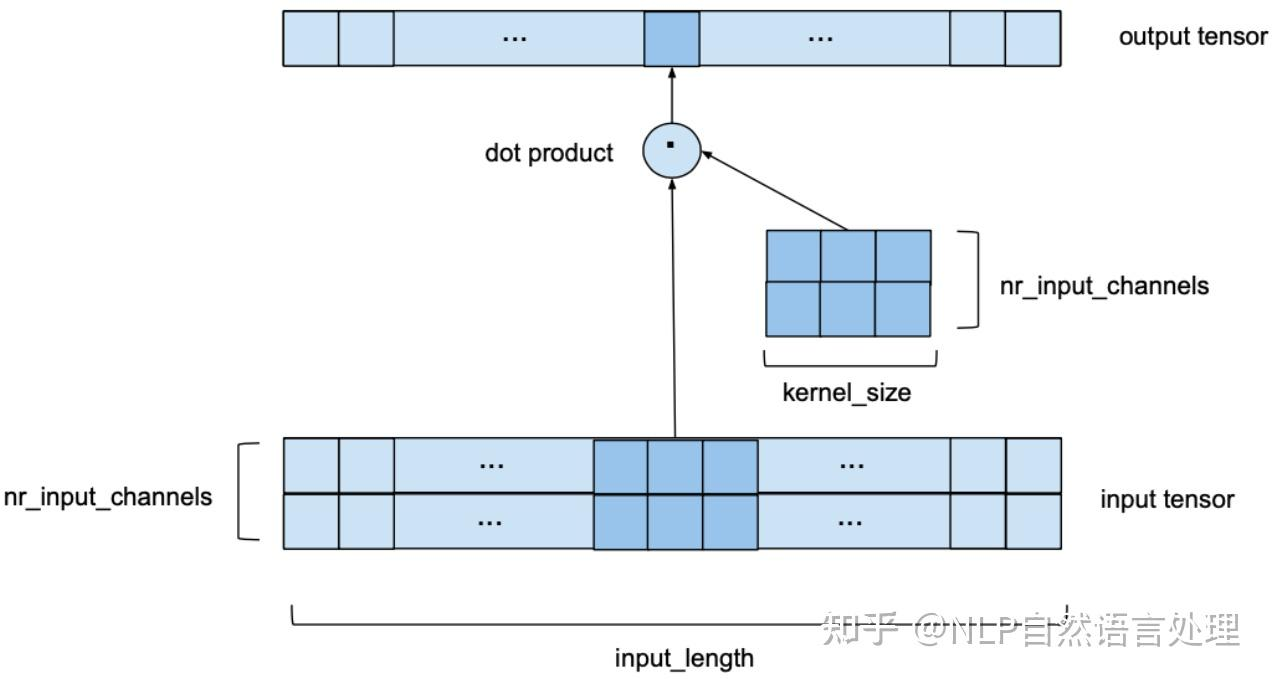 ... ... output tensor
dot product
nr_input_channels
kernel_size
... ...
nr_input_channels input tensor
... ...
知乎 @NLP自然语言处理
input_length